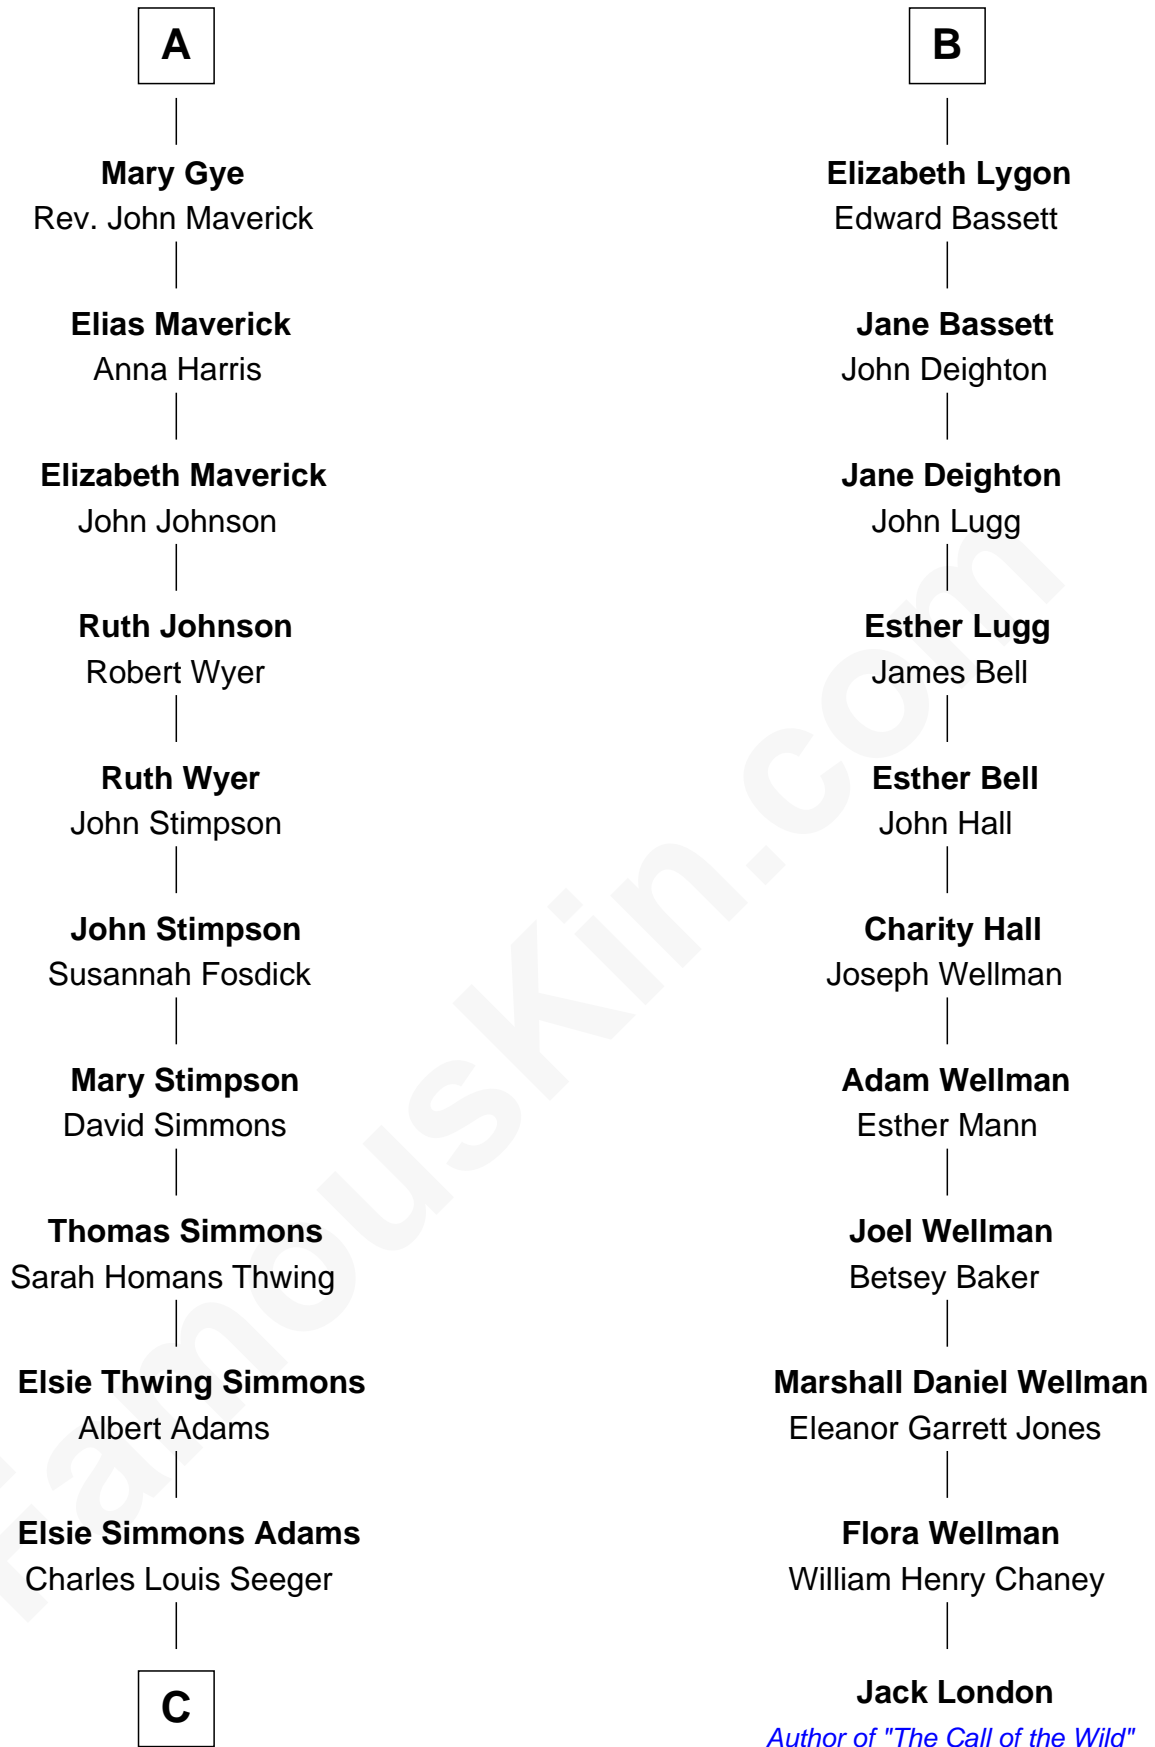 A
Mary Gye
Rev. John Maverick
Elias Maverick
Anna Harris
Elizabeth Maverick
John Johnson
Ruth Johnson
Robert Wyer
Ruth Wyer
John Stimpson
John Stimpson
Susannah Fosdick
Mary Stimpson
David Simmons
Thomas Simmons
Sarah Homans Thwing
Elsie Thwing Simmons
Albert Adams
Elsie Simmons Adams
Charles Louis Seeger
C
B
Elizabeth Lygon
Edward Bassett
Jane Bassett
John Deighton
Jane Deighton
John Lugg
Esther Lugg
James Bell
Esther Bell
John Hall
Charity Hall
Joseph Wellman
Adam Wellman
Esther Mann
Joel Wellman
Betsey Baker
Marshall Daniel Wellman
Eleanor Garrett Jones
Flora Wellman
William Henry Chaney
Jack London
Author of "The Call of the Wild"
FamousKin.com